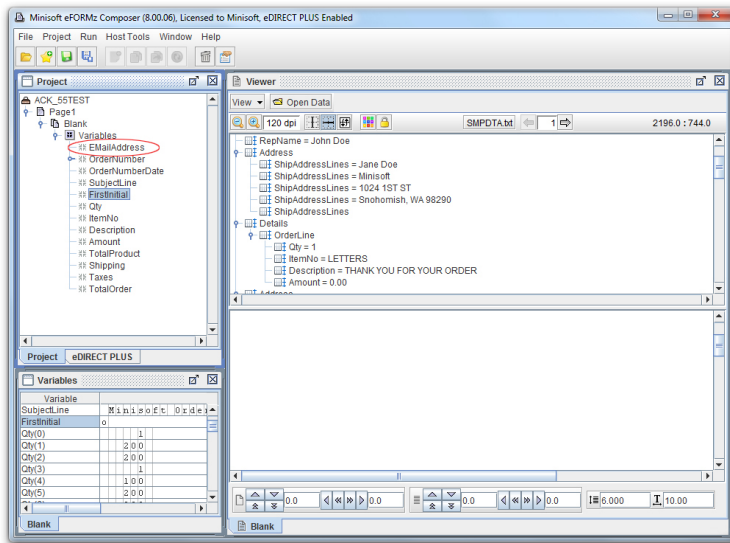 Minisoft eFORMz Composer (8.00.06), Licensed to Minisoft, eDIRECT PLUS Enabled
File Project Run Host Tools Window Help
Project
ACK_55TEST
Page1
Blank
Variables
EMailAddress
OrderNumber
OrderNumberDate
SubjectLine
FirstInitial
Qty
ItemNo
Description
Amount
TotalProduct
Shipping
Taxes
TotalOrder
Project eDIRECT PLUS
Variables
Variable
SubjectLine Minisoft Order
FirstInitial o
Qty(0) 1
Qty(1) 200
Qty(2) 200
Qty(3) 1
Qty(4) 100
Qty(5) 200
Blank
Viewer
View Open Data
120 dpi SMPDTA.txt 1 2196.0 : 744.0
RepName = John Doe
Address
ShipAddressLines = Jane Doe
ShipAddressLines = Minisoft
ShipAddressLines = 1024 1ST ST
ShipAddressLines = Snohomish, WA 98290
ShipAddressLines
Details
OrderLine
Qty = 1
ItemNo = LETTERS
Description = THANK YOU FOR YOUR ORDER
Amount = 0.00
Address
0.0 0.0 0.0 0.0 6.000 10.00
Blank